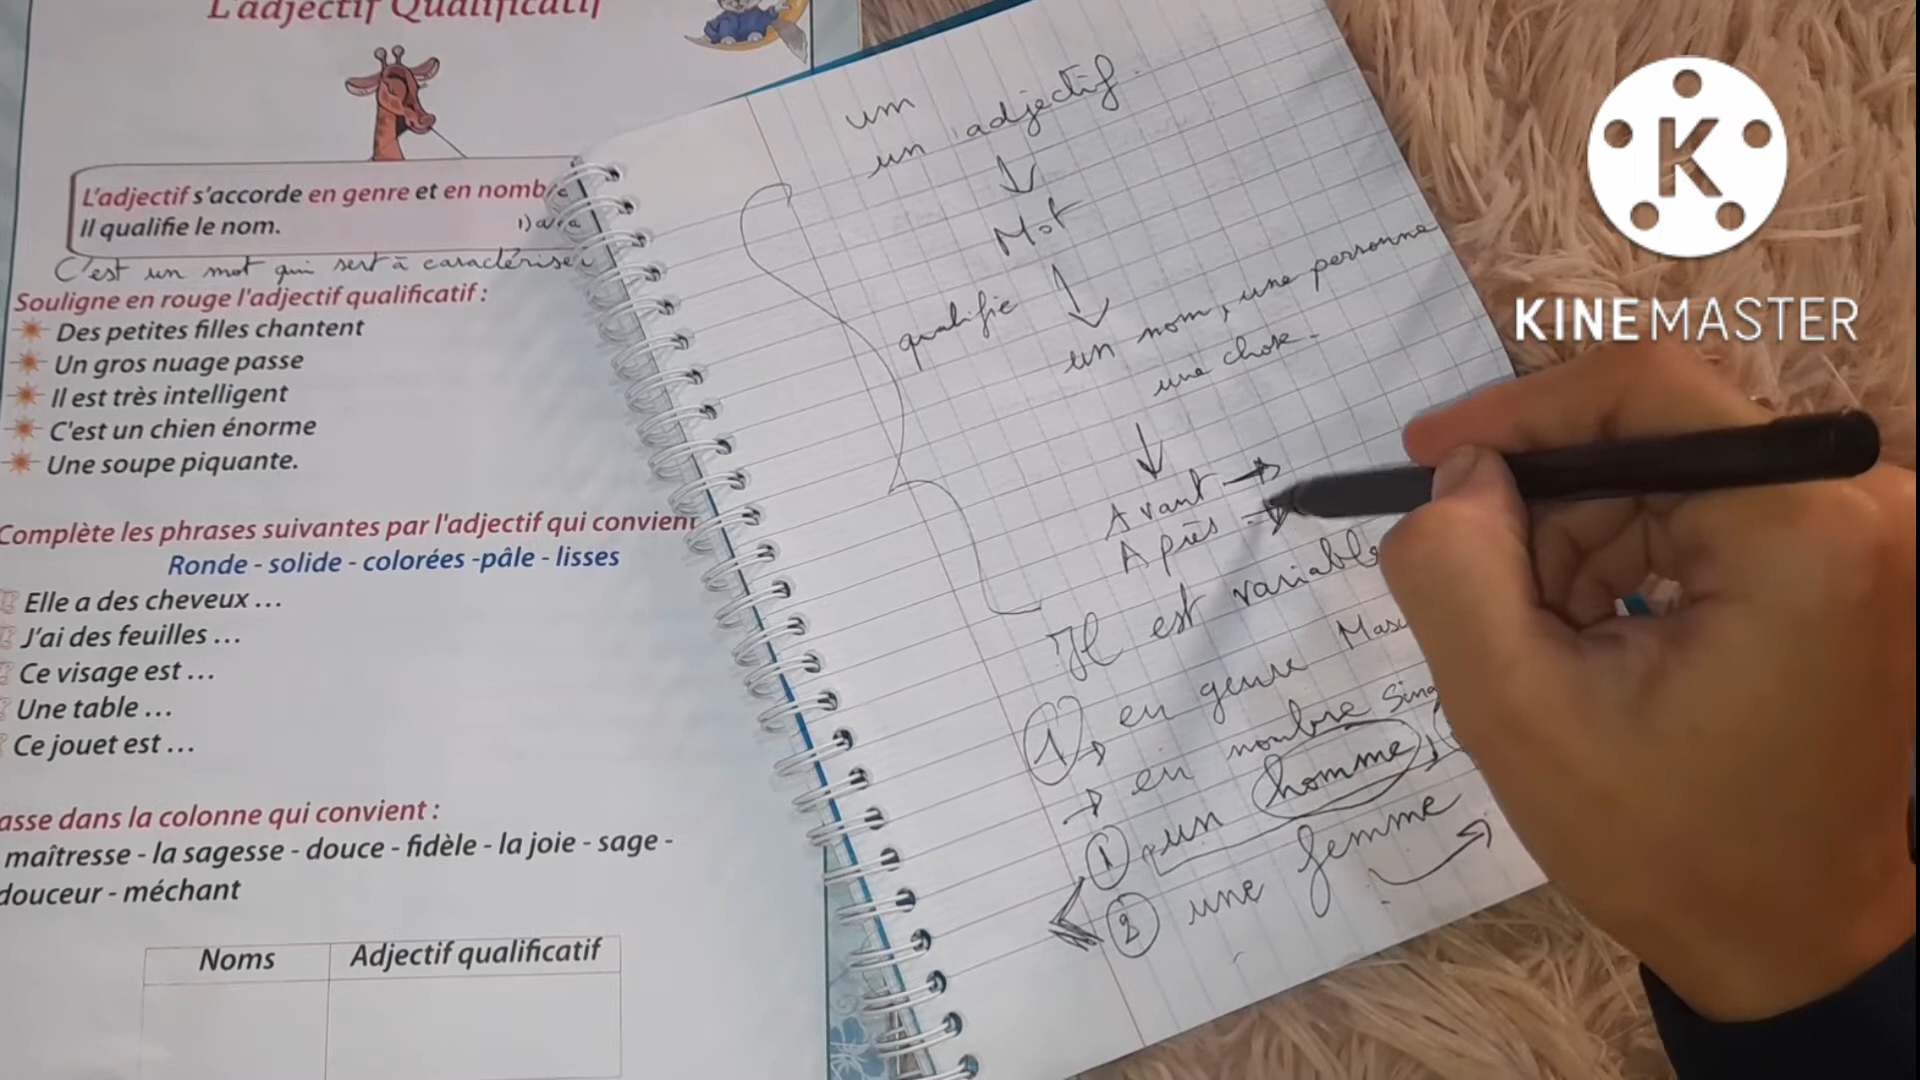 L'adjectif Qualificatif
L'adjectif s'accorde en genre et en nombre
Il qualifie le nom.
C'est un mot qui sert à caractériser
Souligne en rouge l'adjectif qualificatif :
Des petites filles chantent
Un gros nuage passe
Il est très intelligent
C'est un chien énorme
Une soupe piquante.
Complète les phrases suivantes par l'adjectif qui convient
Ronde - solide - colorées -pâle - lisses
Elle a des cheveux ...
J'ai des feuilles ...
Ce visage est ...
Une table ...
Ce jouet est ...
asse dans la colonne qui convient :
maîtresse - la sagesse - douce - fidèle - la joie - sage -
douceur - méchant
Noms Adjectif qualificatif
um
un adjectif
Mot
qualifie
un nom, une personne
une chose
Avant
Après
Il est variable
1 en genre Masc
en nombre Sing
1 un homme,
2 une femme
K
KINEMASTER